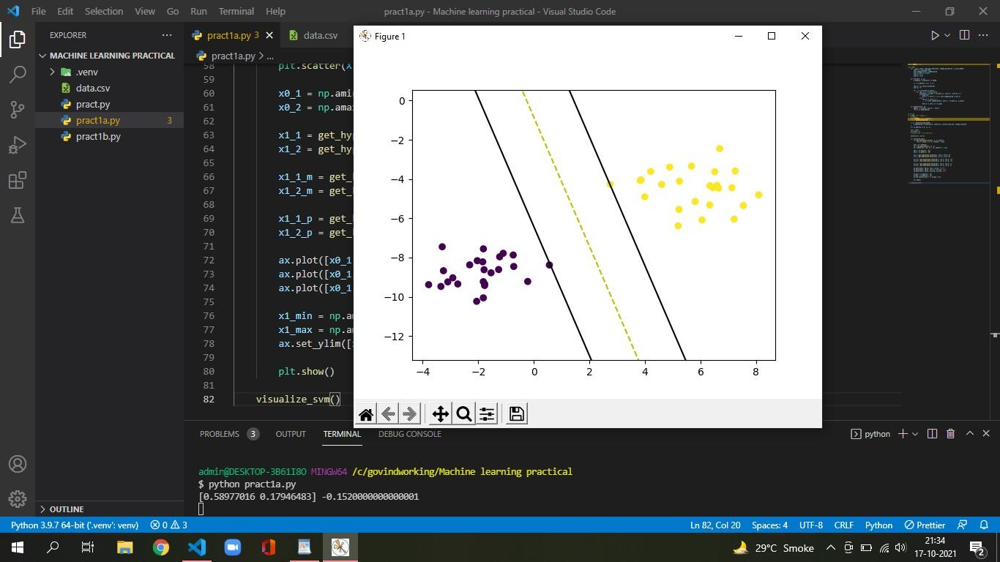 File Edit Selection View Go Run Terminal Help
pract1a.py - Machine learning practical - Visual Studio Code
EXPLORER
MACHINE LEARNING PRACTICAL
.venv
data.csv
pract.py
pract1a.py 3
pract1b.py
OUTLINE
pract1a.py 3
data.csv
pract1a.py > ...
58 plt.scatter(X
59
60 x0_1 = np.ami
61 x0_2 = np.ama
62
63 x1_1 = get_hy
64 x1_2 = get_hy
65
66 x1_1_m = get_
67 x1_2_m = get_
68
69 x1_1_p = get_
70 x1_2_p = get_
71
72 ax.plot([x0_1
73 ax.plot([x0_1
74 ax.plot([x0_1
75
76 x1_min = np.a
77 x1_max = np.a
78 ax.set_ylim([
79
80 plt.show()
81
82 visualize_svm()
Figure 1
0
−2
−4
−6
−8
−10
−12
−4 −2 0 2 4 6 8
PROBLEMS 3 OUTPUT TERMINAL DEBUG CONSOLE
python
admin@DESKTOP-3B61I8O MINGW64 /c/govindworking/Machine learning practical
$ python pract1a.py
[0.58977016 0.17946483] -0.1520000000000001
Python 3.9.7 64-bit ('.venv': venv) 0 3
Ln 82, Col 20 Spaces: 4 UTF-8 CRLF Python Prettier
29°C Smoke
21:34
17-10-2021
2